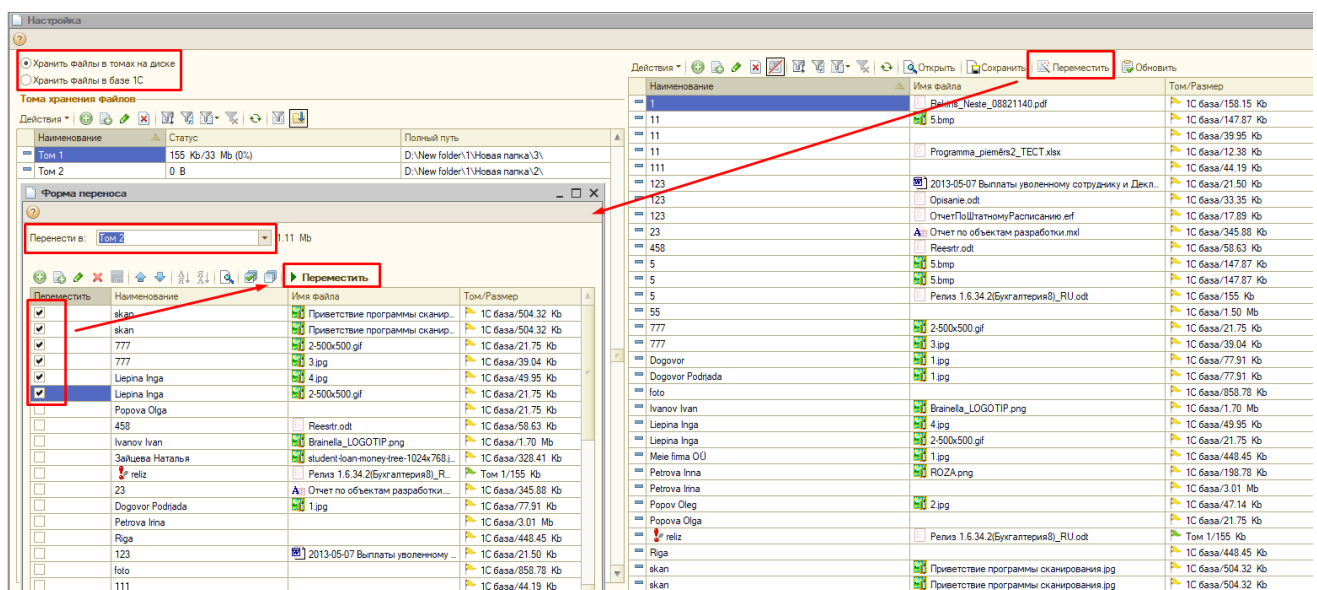 Настройка
Хранить файлы в томах на диске
Хранить файлы в базе 1С
Тома хранения файлов
Действия
Наименование Статус Полный путь
Том 1 155 Kb/33 Mb (0%) D:\New folder\1\Новая папка\3\
Том 2 0 B D:\New folder\1\Новая папка\2\
Форма переноса
Перенести в: Том 2 1.11 Mb
Переместить
Переместить Наименование Имя файла Том/Размер
skan Приветствие программы сканир... 1С база/504.32 Kb
skan Приветствие программы сканир... 1С база/504.32 Kb
777 2-500x500.gif 1С база/21.75 Kb
777 3.jpg 1С база/39.04 Kb
Liepina Inga 4.jpg 1С база/49.95 Kb
Liepina Inga 2-500x500.gif 1С база/21.75 Kb
Popova Olga 1С база/21.75 Kb
458 Reestr.odt 1С база/58.63 Kb
Ivanov Ivan Brainella_LOGOTIP.png 1С база/1.70 Mb
Зайцева Наталья student-loan-money-tree-1024x768.j... 1С база/328.41 Kb
reliz Релиз 1.6.34.2(Бухгалтерия8)_R... Том 1/155 Kb
23 Отчет по объектам разработки.... 1С база/345.88 Kb
Dogovor Podrjada 1.jpg 1С база/77.91 Kb
Petrova Irina 1С база/3.01 Mb
Riga 1С база/448.45 Kb
123 2013-05-07 Выплаты уволенному ... 1С база/21.50 Kb
foto 1С база/858.78 Kb
111 1С база/44.19 Kb
Действия Открыть Сохранить Переместить Обновить
Наименование Имя файла Том/Размер
1 Rekins_Neste_08821140.pdf 1С база/158.15 Kb
11 5.bmp 1С база/147.87 Kb
11 1С база/39.95 Kb
11 Programma_piemērs2_ТЕСТ.xlsx 1С база/12.38 Kb
111 1С база/44.19 Kb
123 2013-05-07 Выплаты уволенному сотруднику и Декл... 1С база/21.50 Kb
123 Opisanie.odt 1С база/33.35 Kb
123 ОтчетПоШтатномуРасписанию.erf 1С база/17.89 Kb
23 Отчет по объектам разработки.mxl 1С база/345.88 Kb
458 Reestr.odt 1С база/58.63 Kb
5 5.bmp 1С база/147.87 Kb
5 5.bmp 1С база/147.87 Kb
5 Релиз 1.6.34.2(Бухгалтерия8)_RU.odt 1С база/155 Kb
55 1С база/1.50 Mb
777 2-500x500.gif 1С база/21.75 Kb
777 3.jpg 1С база/39.04 Kb
Dogovor 1.jpg 1С база/77.91 Kb
Dogovor Podrjada 1.jpg 1С база/77.91 Kb
foto 1С база/858.78 Kb
Ivanov Ivan Brainella_LOGOTIP.png 1С база/1.70 Mb
Liepina Inga 4.jpg 1С база/49.95 Kb
Liepina Inga 2-500x500.gif 1С база/21.75 Kb
Meie firma OÜ 1.jpg 1С база/448.45 Kb
Petrova Inna ROZA.png 1С база/198.78 Kb
Petrova Irina 1С база/3.01 Mb
Popov Oleg 2.jpg 1С база/47.14 Kb
Popova Olga 1С база/21.75 Kb
reliz Релиз 1.6.34.2(Бухгалтерия8)_RU.odt Том 1/155 Kb
Riga 1С база/448.45 Kb
skan Приветствие программы сканирования.jpg 1С база/504.32 Kb
skan Приветствие программы сканирования.jpg 1С база/504.32 Kb